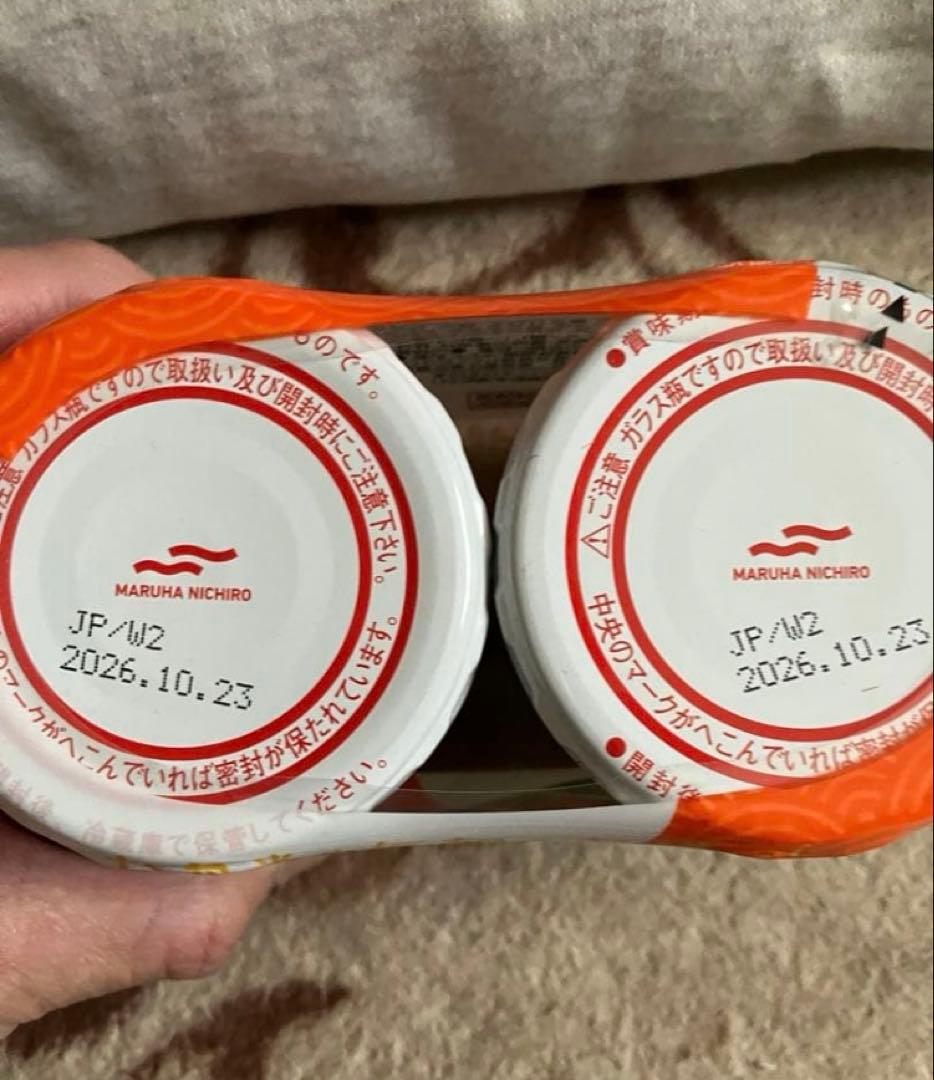 ものです。
ご注意 ガラス瓶ですので取扱い及び開封時にご注意下さい。
MARUHA NICHIRO
JP/W2
2026.10.23
のマークがへこんでいれば密封が保たれています。
開封後 冷蔵庫で保管してください。
●賞味期
封時のもの
⚠ご注意 ガラス瓶ですので取扱い及び開封時
MARUHA NICHIRO
JP/W2
2026.10.23
中央のマークがへこんでいれば密封が保
●開封後